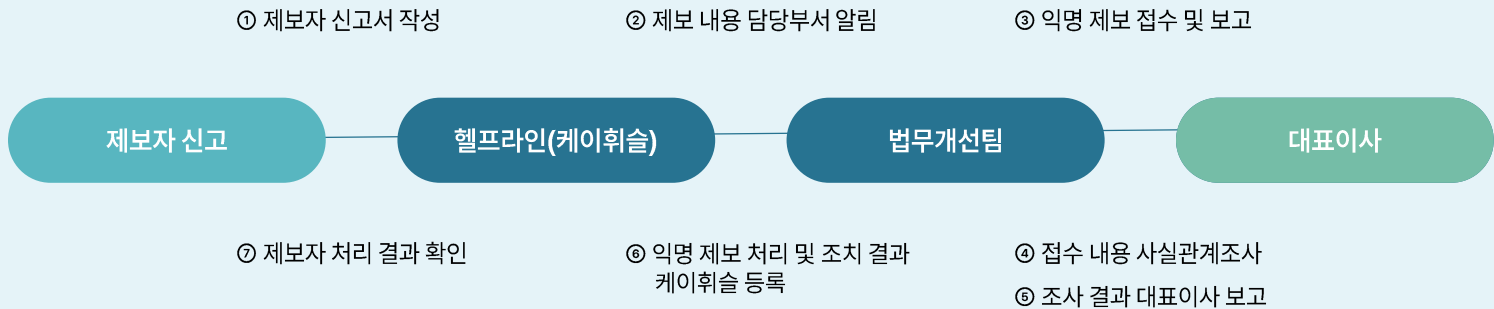 ① 제보자 신고서 작성
② 제보 내용 담당부서 알림
③ 익명 제보 접수 및 보고
제보자 신고
헬프라인(케이휘슬)
법무개선팀
대표이사
⑦ 제보자 처리 결과 확인
⑥ 익명 제보 처리 및 조치 결과
케이휘슬 등록
④ 접수 내용 사실관계조사
⑤ 조사 결과 대표이사 보고